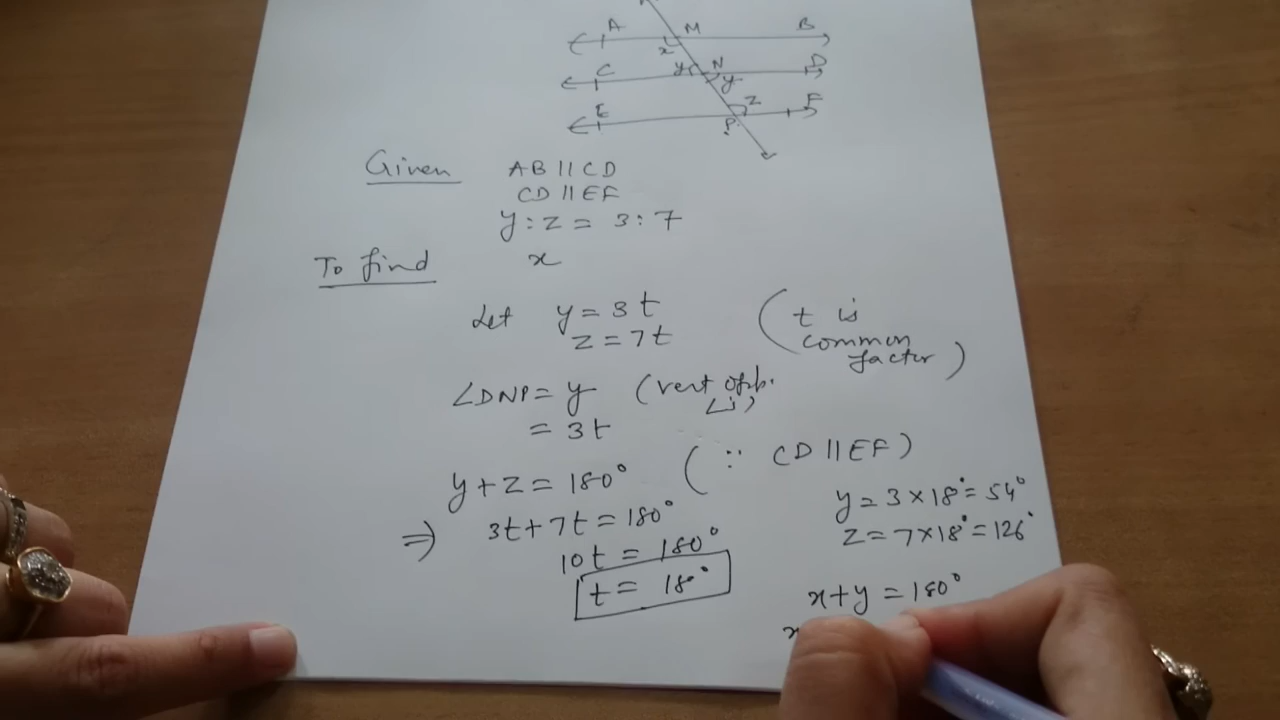 A M B
x
C y N D
y
E z F
P
Given AB || CD
CD || EF
y : z = 3 : 7
To find x
Let y = 3t (t is
z = 7t common
factor)
∠DNP = y (vert opp.
∠s)
= 3t
y + z = 180° (∵ CD || EF)
⇒ 3t + 7t = 180°
10t = 180°
t = 18°
y = 3 × 18° = 54°
z = 7 × 18° = 126°
x + y = 180°
x